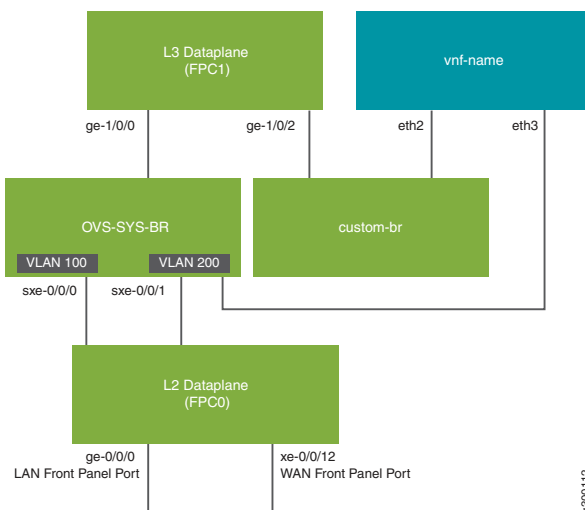 L3 Dataplane
(FPC1)
vnf-name
ge-1/0/0
ge-1/0/2
eth2
eth3
OVS-SYS-BR
custom-br
VLAN 100
VLAN 200
sxe-0/0/0
sxe-0/0/1
L2 Dataplane
(FPC0)
ge-0/0/0
LAN Front Panel Port
xe-0/0/12
WAN Front Panel Port